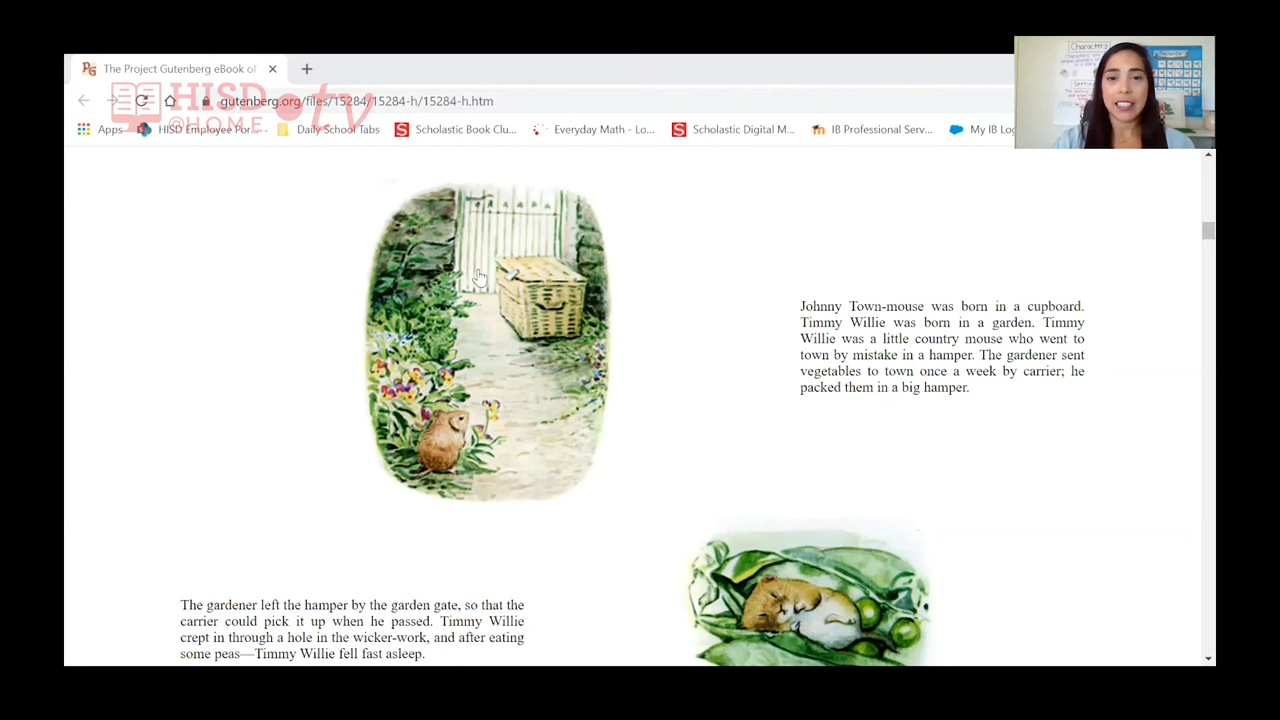 The Project Gutenberg eBook of
HISD
@HOME
tv
gutenberg.org/files/15284/15284-h/15284-h.htm
Apps
HISD Employee Por...
Daily School Tabs
Scholastic Book Clu...
Everyday Math - Lo...
Scholastic Digital M...
IB Professional Serv...
My IB Log
Characters
Johnny Town-mouse was born in a cupboard.
Timmy Willie was born in a garden. Timmy
Willie was a little country mouse who went to
town by mistake in a hamper. The gardener sent
vegetables to town once a week by carrier; he
packed them in a big hamper.
The gardener left the hamper by the garden gate, so that the
carrier could pick it up when he passed. Timmy Willie
crept in through a hole in the wicker-work, and after eating
some peas—Timmy Willie fell fast asleep.